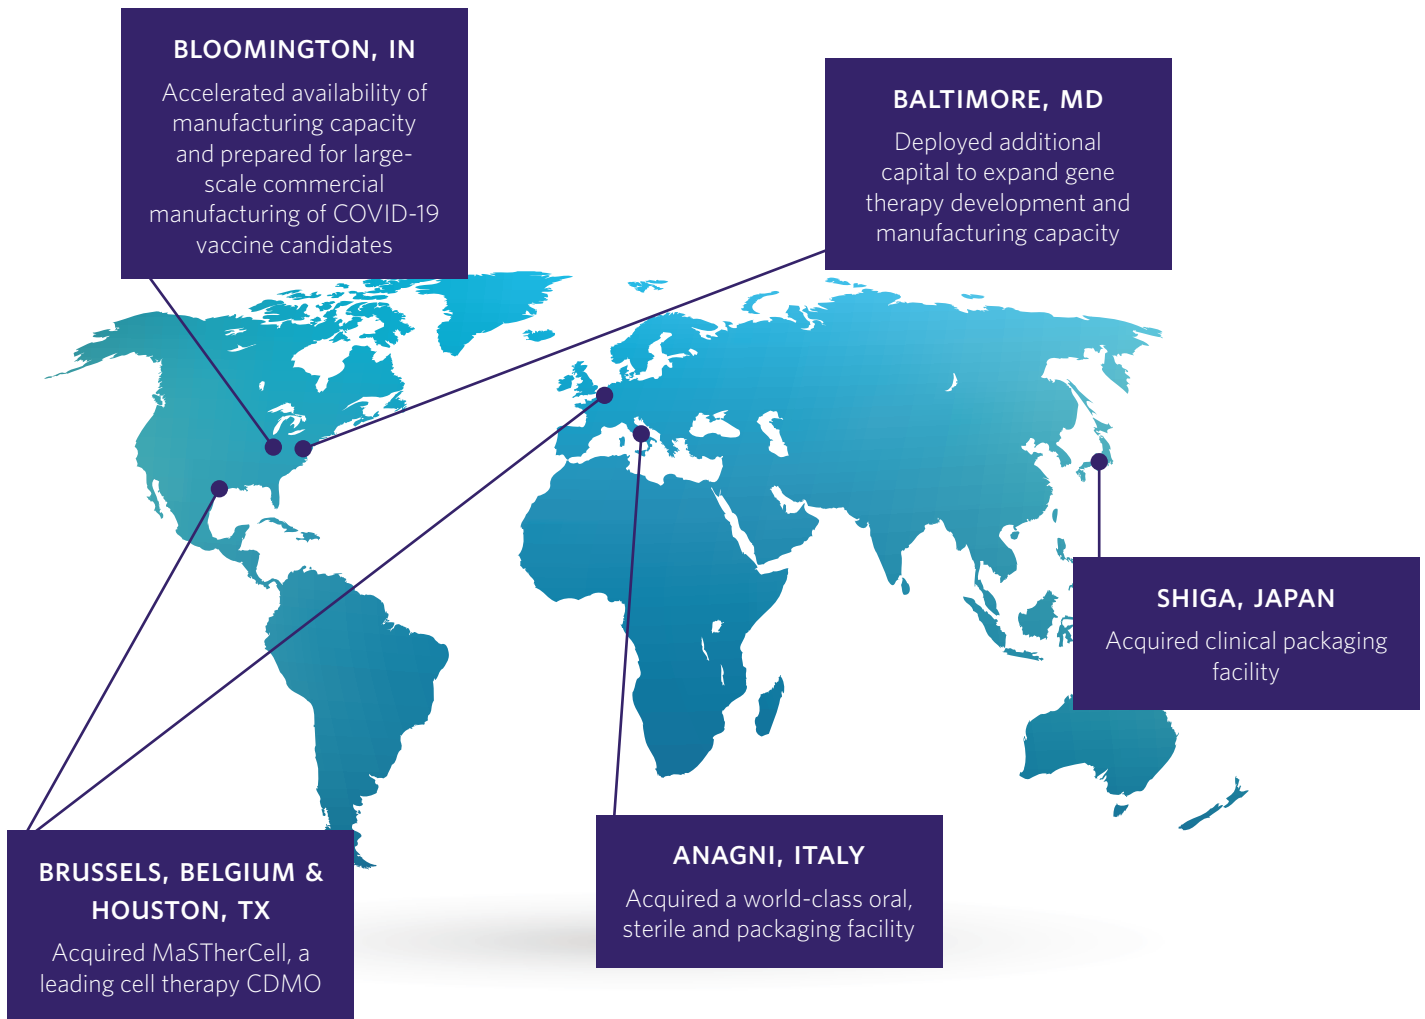 BLOOMINGTON, IN
Accelerated availability of
manufacturing capacity
and prepared for large-
scale commercial
manufacturing of COVID-19
vaccine candidates
BALTIMORE, MD
Deployed additional
capital to expand gene
therapy development and
manufacturing capacity
SHIGA, JAPAN
Acquired clinical packaging
facility
BRUSSELS, BELGIUM &
HOUSTON, TX
Acquired MaSTherCell, a
leading cell therapy CDMO
ANAGNI, ITALY
Acquired a world-class oral,
sterile and packaging facility